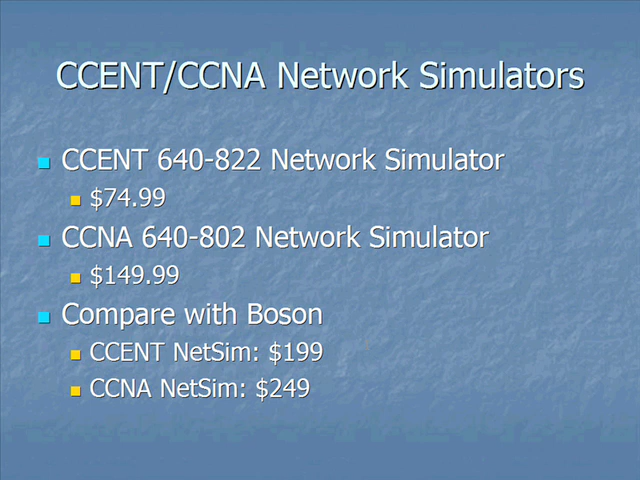 CCENT/CCNA Network Simulators
CCENT 640-822 Network Simulator
$74.99
CCNA 640-802 Network Simulator
$149.99
Compare with Boson
CCENT NetSim: $199
CCNA NetSim: $249